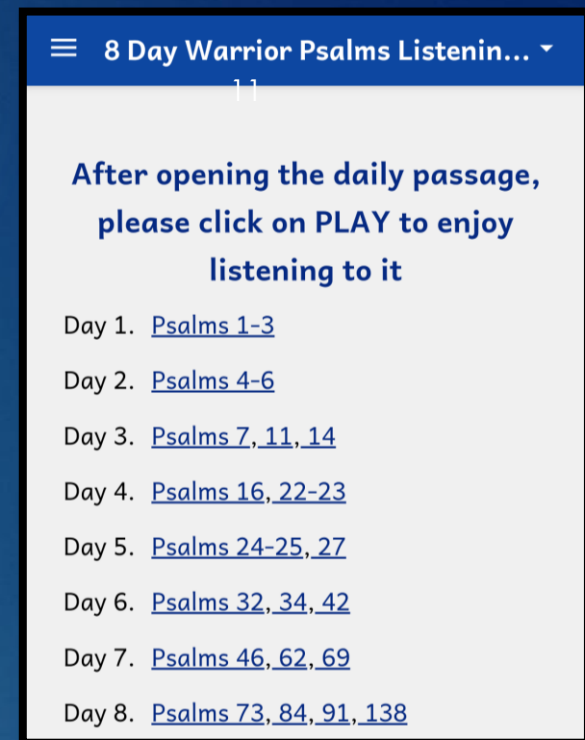 8 Day Warrior Psalms Listenin...
11
After opening the daily passage,
please click on PLAY to enjoy
listening to it
Day 1. Psalms 1-3
Day 2. Psalms 4-6
Day 3. Psalms 7, 11, 14
Day 4. Psalms 16, 22-23
Day 5. Psalms 24-25, 27
Day 6. Psalms 32, 34, 42
Day 7. Psalms 46, 62, 69
Day 8. Psalms 73, 84, 91, 138